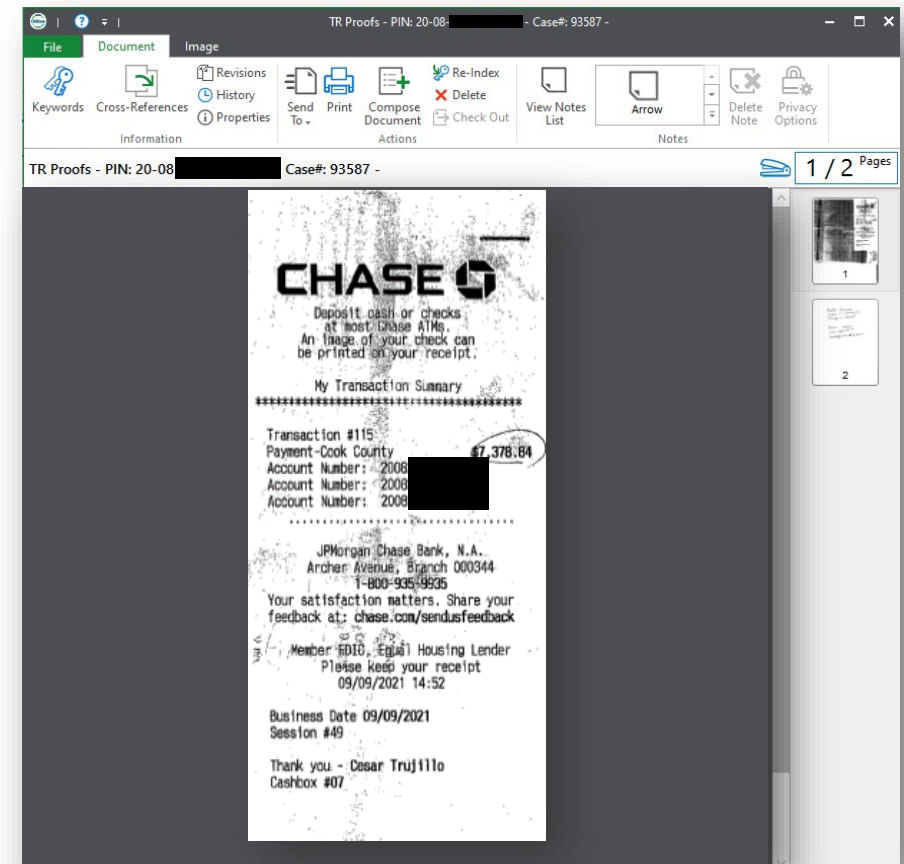 TR Proofs - PIN: 20-08- - Case#: 93587 -
File Document Image
Keywords
Cross-References
Revisions
History
Properties
Information
Send To
Print
Compose Document
Re-Index
Delete
Check Out
Actions
View Notes List
Arrow
Delete Note
Privacy Options
Notes
TR Proofs - PIN: 20-08 Case#: 93587 -
1 / 2 Pages
CHASE
Deposit cash or checks
at most Chase ATMs.
An image of your check can
be printed on your receipt.
My Transaction Summary
******************************************
Transaction #115
Payment-Cook County $7,378.84
Account Number: 2008
Account Number: 2008
Account Number: 2008
JPMorgan Chase Bank, N.A.
Archer Avenue, Branch 000344
1-800-935-9935
Your satisfaction matters. Share your
feedback at: chase.com/sendusfeedback
Member FDIC, Equal Housing Lender
Please keep your receipt
09/09/2021 14:52
Business Date 09/09/2021
Session #49
Thank you - Cesar Trujillo
Cashbox #07
1
2